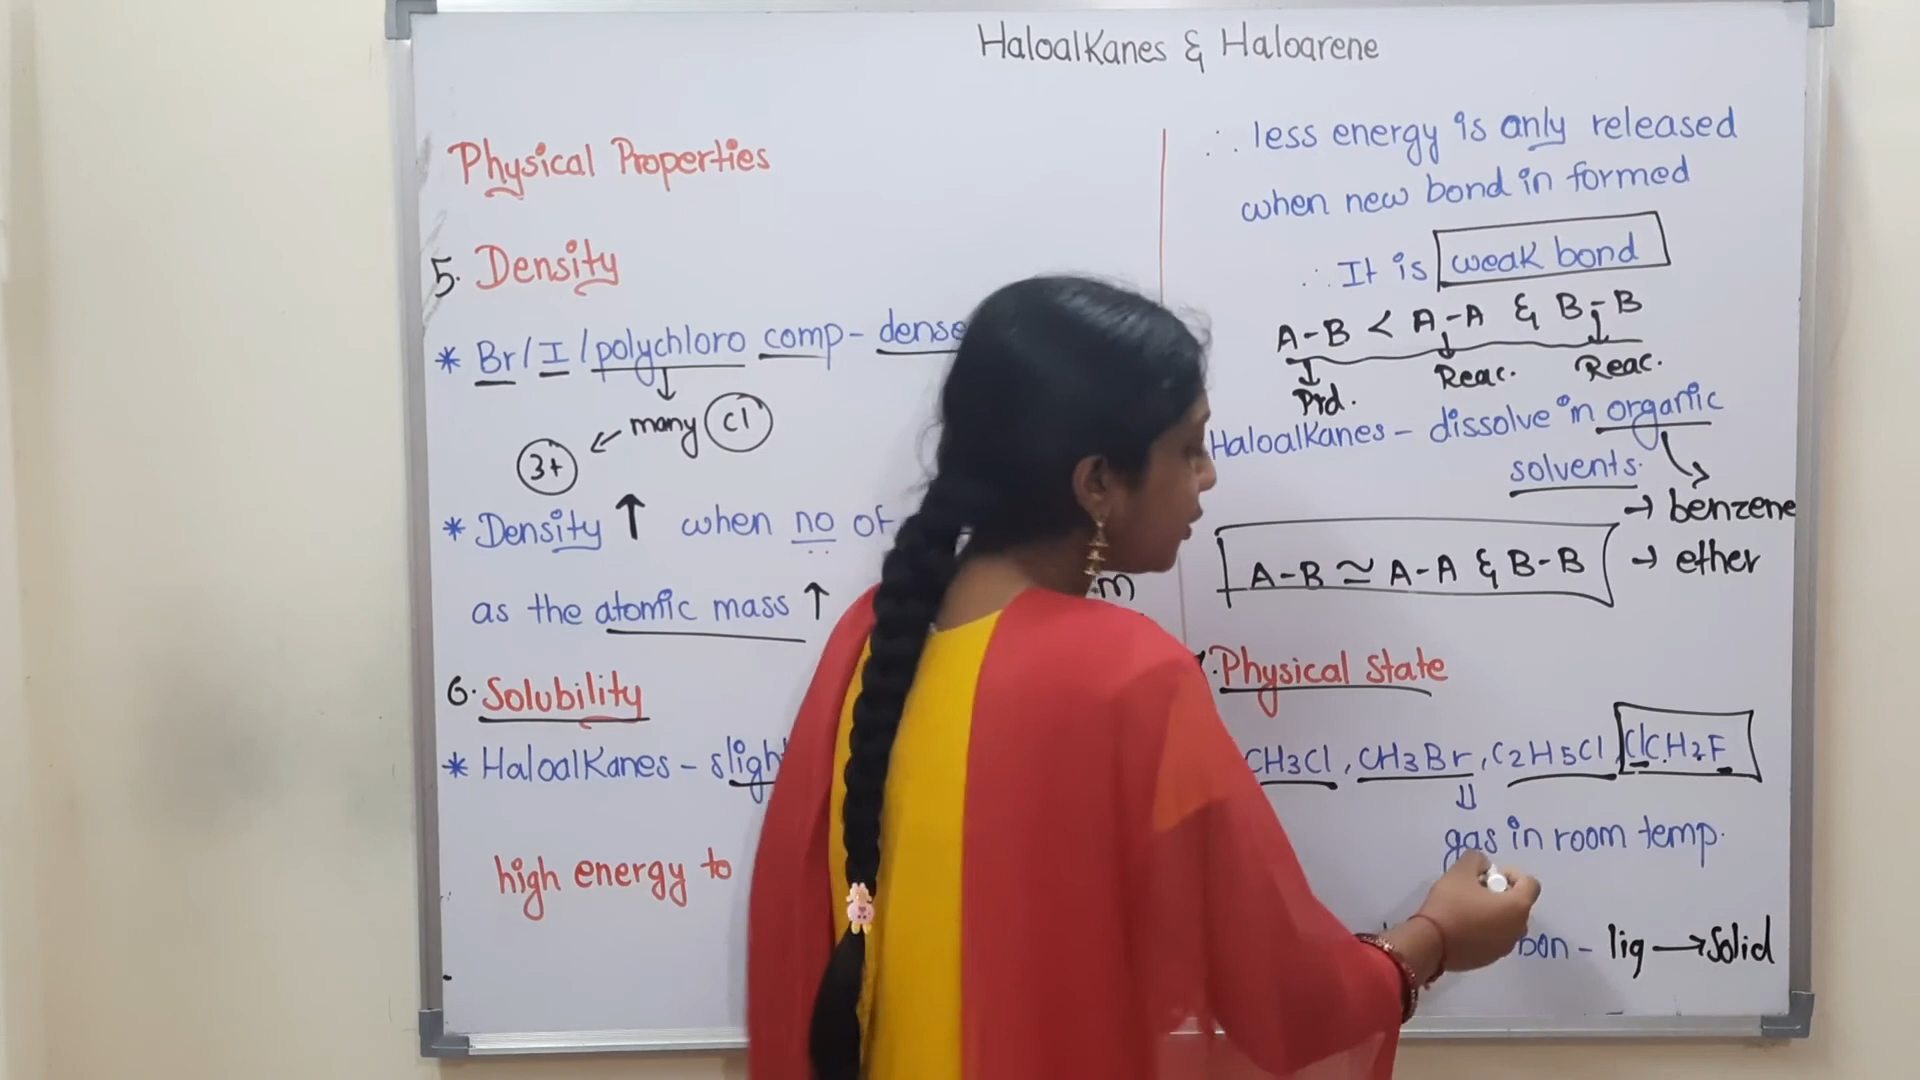 Haloalkanes & Haloarene
Physical Properties
5. Density
* Br/I/polychloro comp - dense
many Cl
3+
* Density ↑ when no of
as the atomic mass ↑
6. Solubility
* Haloalkanes - sligh
high energy to
∴ less energy is only released
when new bond in formed
∴ It is weak bond
A-B < A-A & B-B
Prd. Reac. Reac.
Haloalkanes - dissolve in organic
solvents.
→ benzene
→ ether
A-B ≃ A-A & B-B
Physical state
CH3Cl, CH3Br, C2H5Cl, ClCH2F
⇓
gas in room temp.
bon - liq → solid